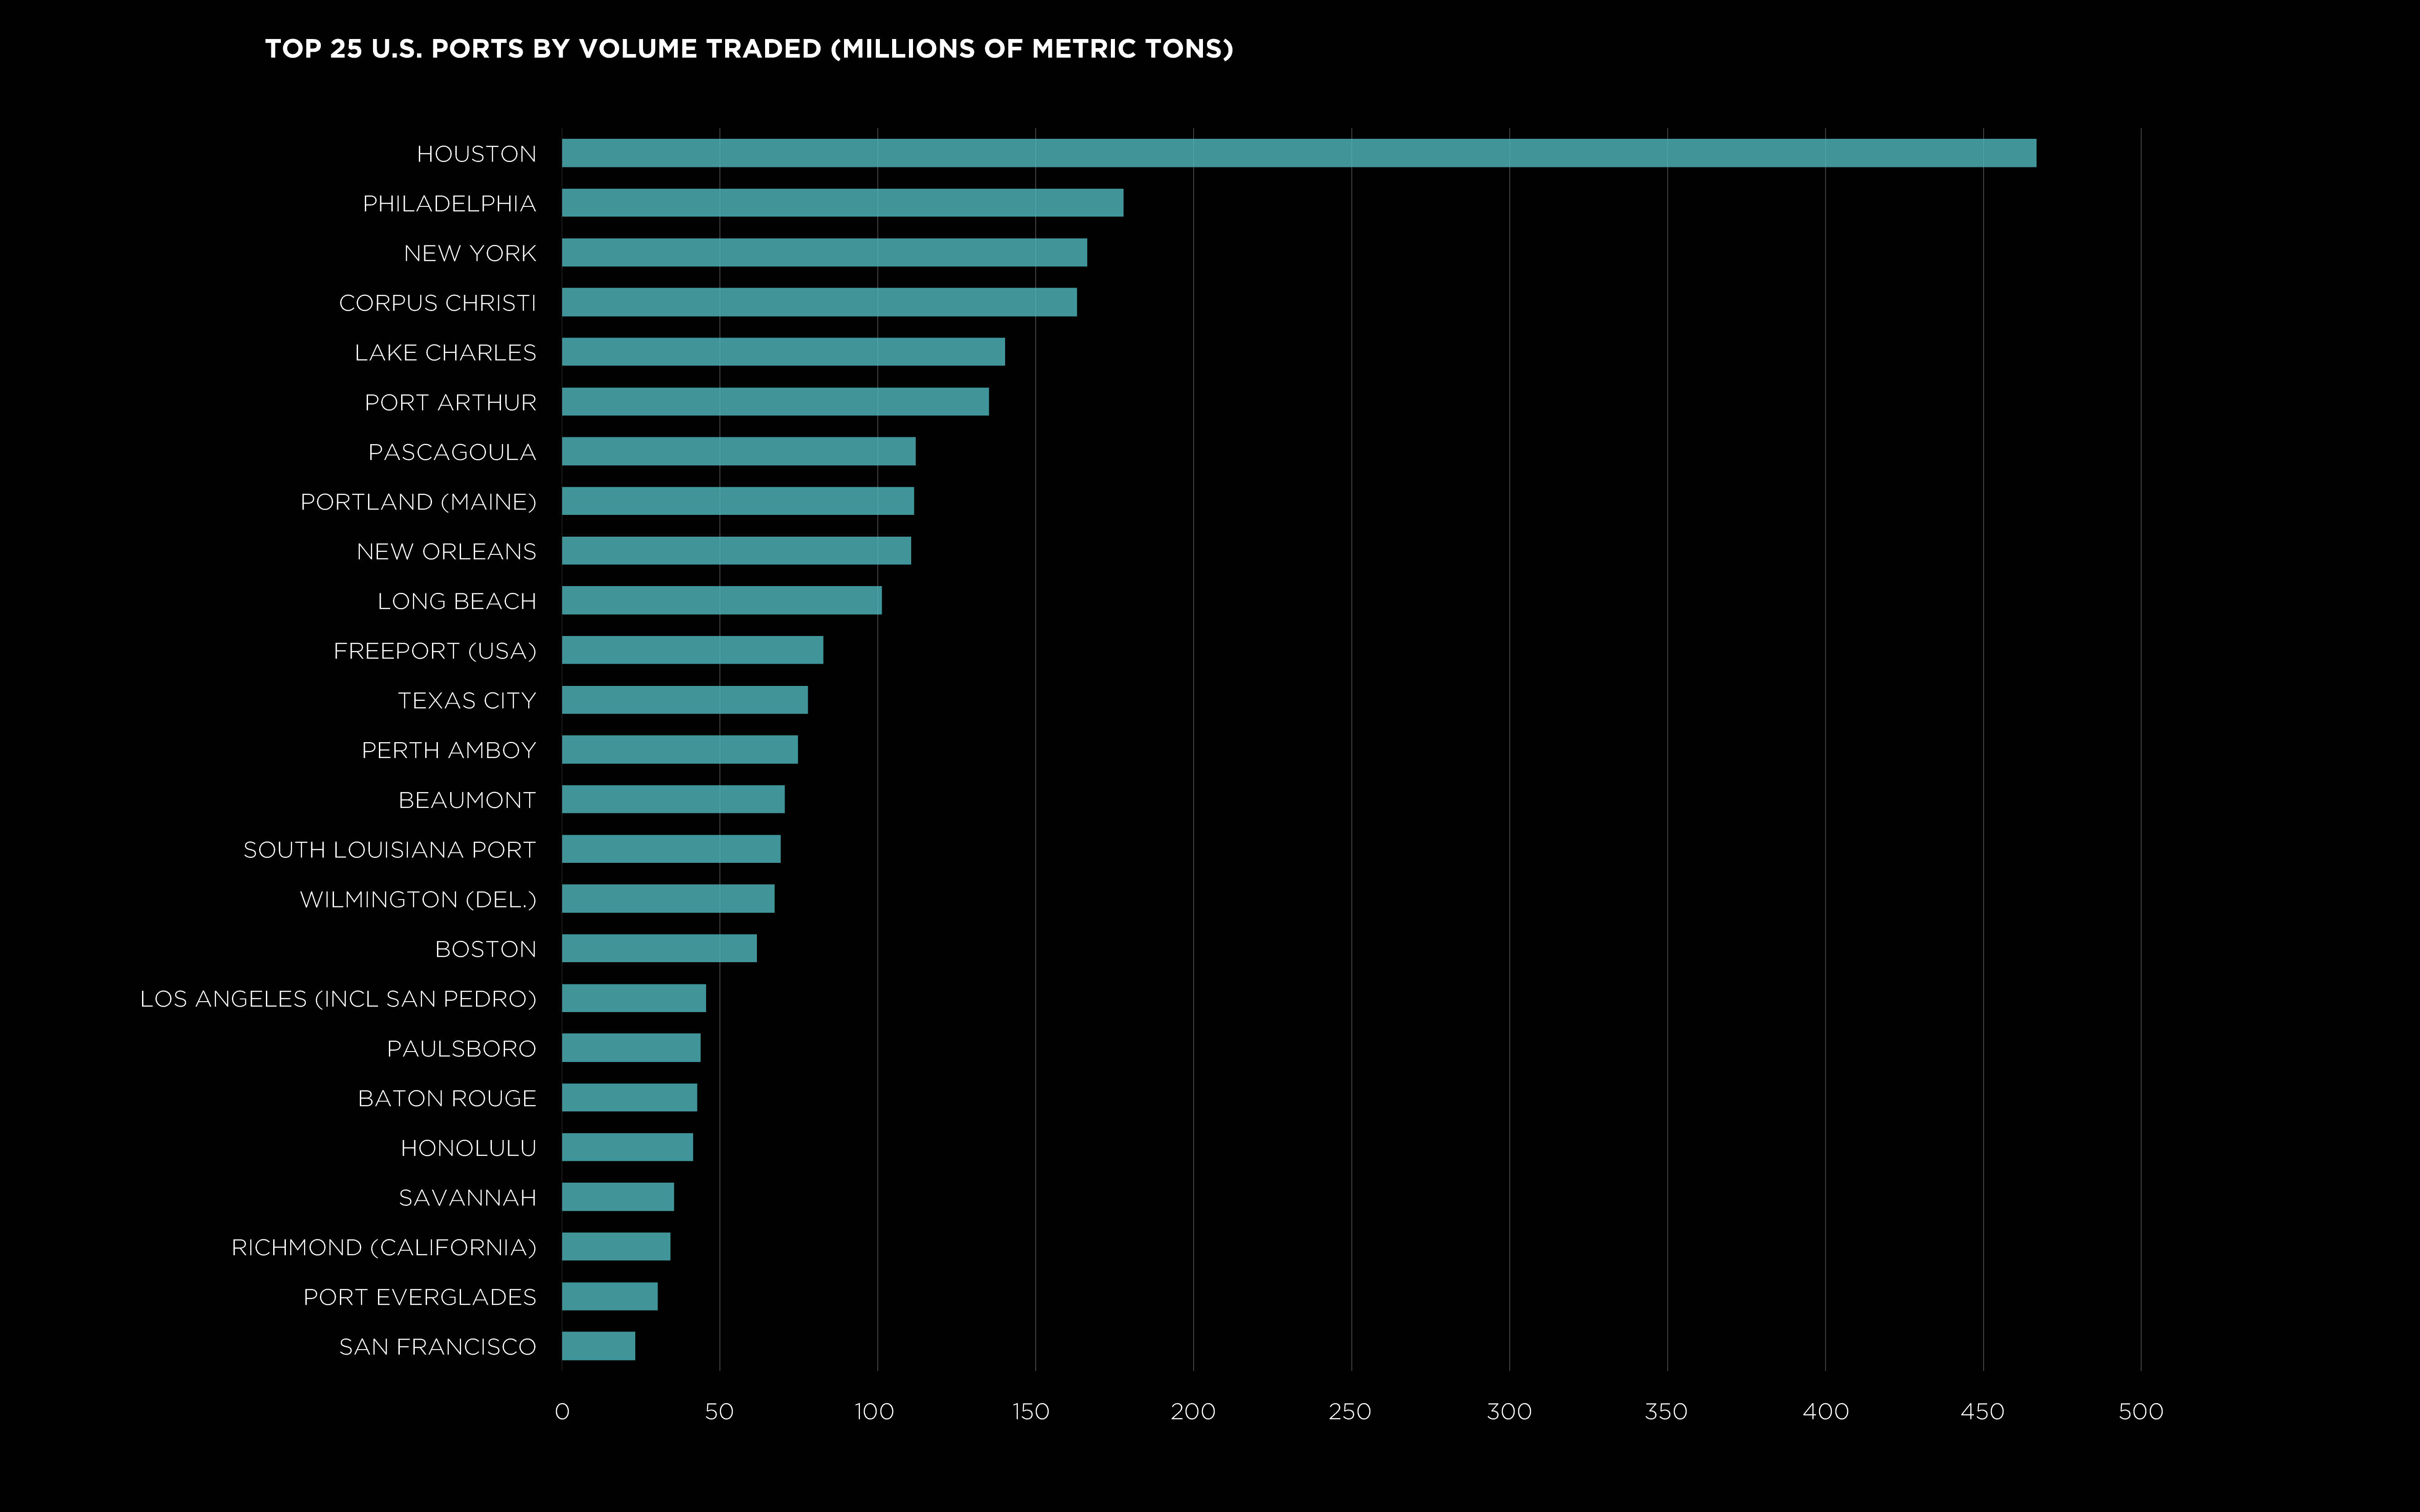 TOP 25 U.S. PORTS BY VOLUME TRADED (MILLIONS OF METRIC TONS)
HOUSTON
PHILADELPHIA
NEW YORK
CORPUS CHRISTI
LAKE CHARLES
PORT ARTHUR
PASCAGOULA
PORTLAND (MAINE)
NEW ORLEANS
LONG BEACH
FREEPORT (USA)
TEXAS CITY
PERTH AMBOY
BEAUMONT
SOUTH LOUISIANA PORT
WILMINGTON (DEL.)
BOSTON
LOS ANGELES (INCL SAN PEDRO)
PAULSBORO
BATON ROUGE
HONOLULU
SAVANNAH
RICHMOND (CALIFORNIA)
PORT EVERGLADES
SAN FRANCISCO
0 50 100 150 200 250 300 350 400 450 500